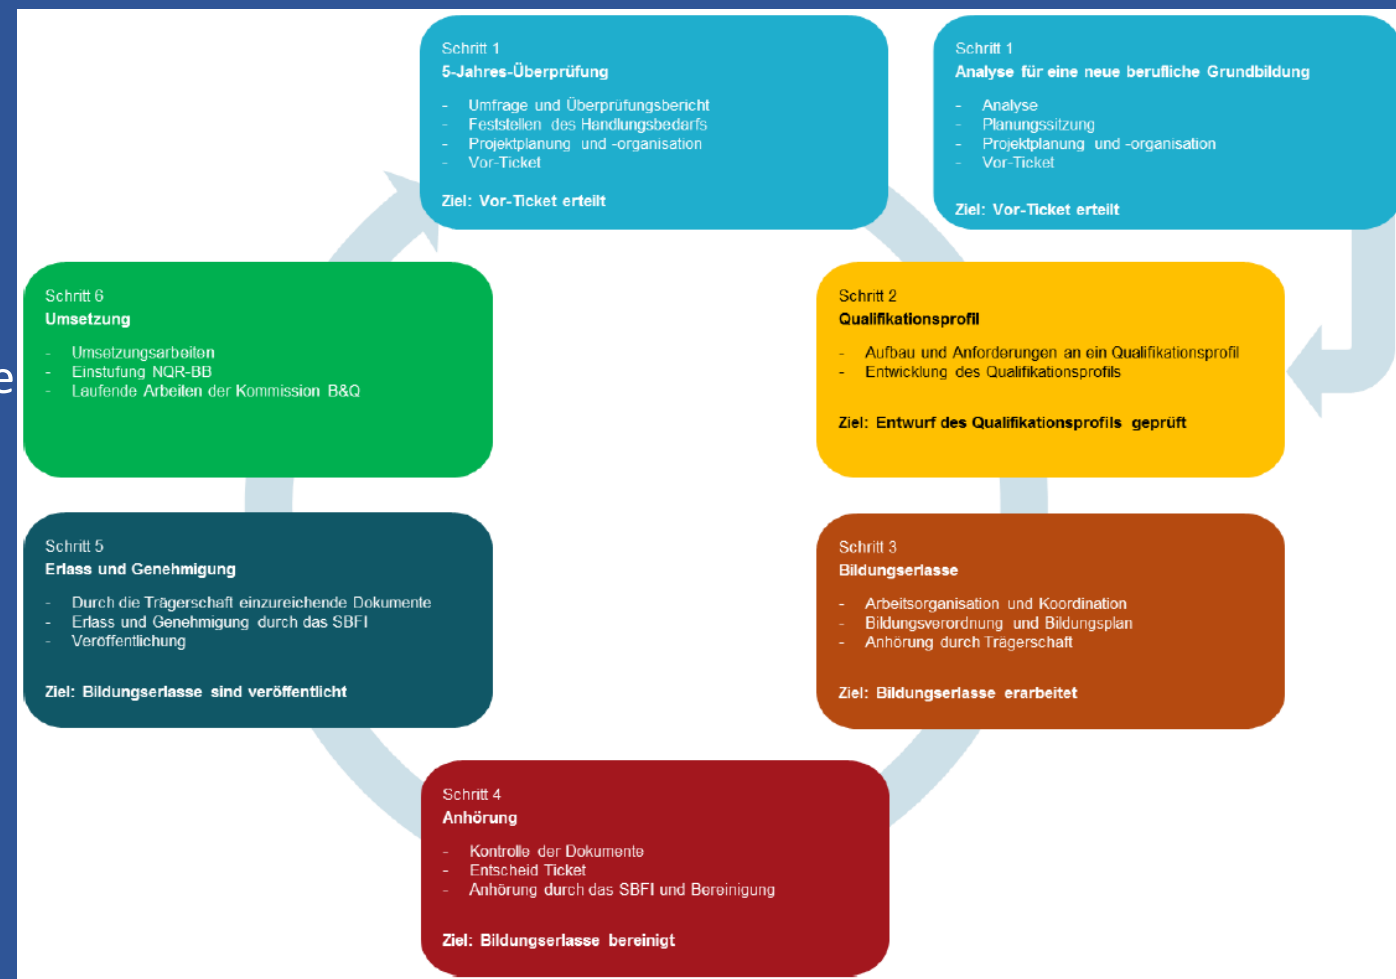 Schritt 1
5-Jahres-Überprüfung
- Umfrage und Überprüfungsbericht
- Feststellen des Handlungsbedarfs
- Projektplanung und -organisation
- Vor-Ticket
Ziel: Vor-Ticket erteilt
Schritt 1
Analyse für eine neue berufliche Grundbildung
- Analyse
- Planungssitzung
- Projektplanung und -organisation
- Vor-Ticket
Ziel: Vor-Ticket erteilt
Schritt 6
Umsetzung
- Umsetzungsarbeiten
- Einstufung NQR-BB
- Laufende Arbeiten der Kommission B&Q
e
Schritt 2
Qualifikationsprofil
- Aufbau und Anforderungen an ein Qualifikationsprofil
- Entwicklung des Qualifikationsprofils
Ziel: Entwurf des Qualifikationsprofils geprüft
Schritt 5
Erlass und Genehmigung
- Durch die Trägerschaft einzureichende Dokumente
- Erlass und Genehmigung durch das SBFI
- Veröffentlichung
Ziel: Bildungserlasse sind veröffentlicht
Schritt 3
Bildungserlasse
- Arbeitsorganisation und Koordination
- Bildungsverordnung und Bildungsplan
- Anhörung durch Trägerschaft
Ziel: Bildungserlasse erarbeitet
Schritt 4
Anhörung
- Kontrolle der Dokumente
- Entscheid Ticket
- Anhörung durch das SBFI und Bereinigung
Ziel: Bildungserlasse bereinigt